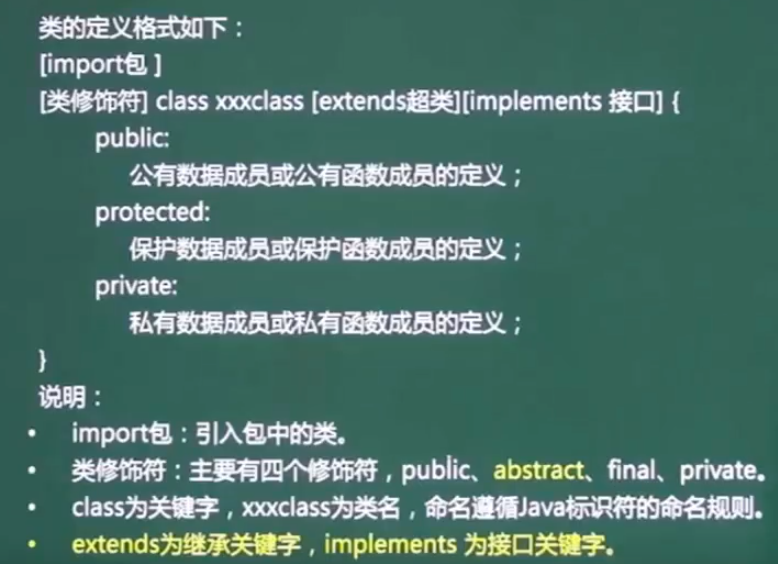 类的定义格式如下：
[import包 ]
[类修饰符] class xxxclass [extends超类][implements 接口] {
public:
公有数据成员或公有函数成员的定义；
protected:
保护数据成员或保护函数成员的定义；
private:
私有数据成员或私有函数成员的定义；
}
说明：
• import包：引入包中的类。
• 类修饰符：主要有四个修饰符，public、abstract、final、private。
• class为关键字，xxxclass为类名，命名遵循Java标识符的命名规则。
• extends为继承关键字，implements 为接口关键字。